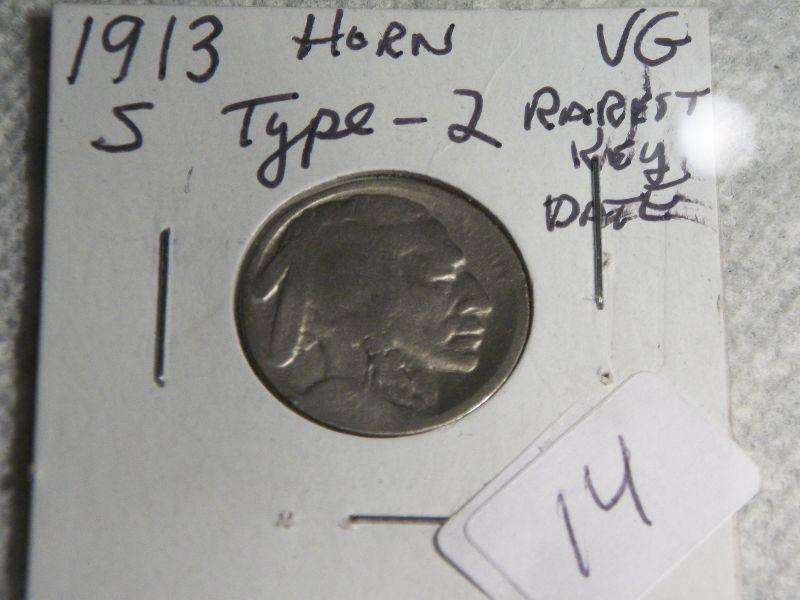 1913 HORN VG
S Type-2 RAREST
KEY
DATE
14